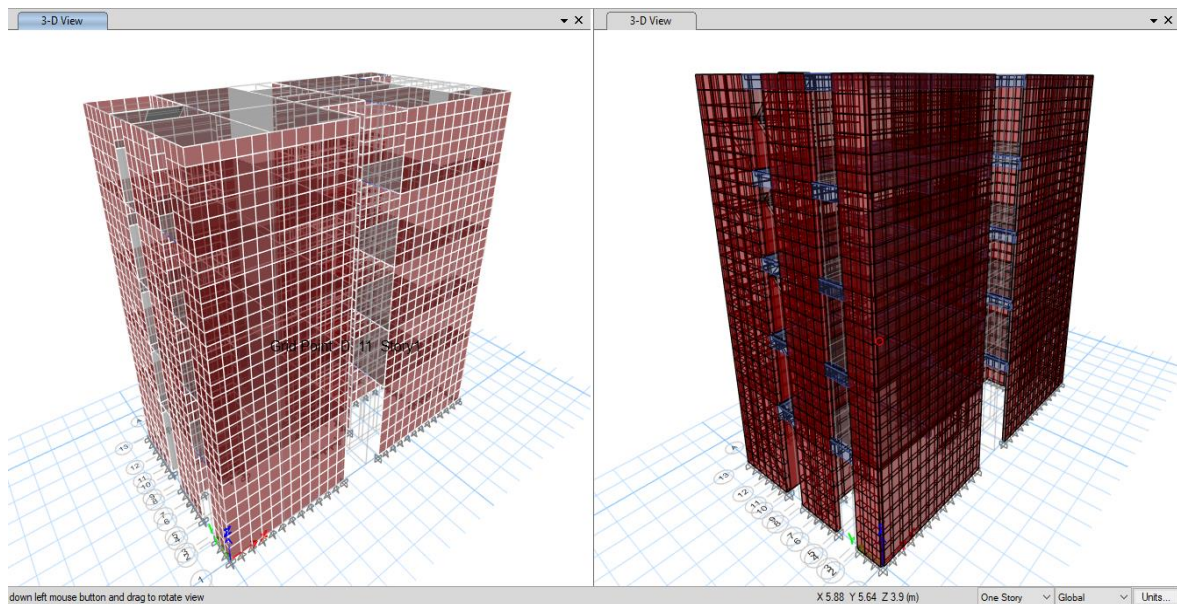 3-D View
3-D View
Grid Point
11 Story1
13
12
11
10
1
13
12
11
10
down left mouse button and drag to rotate view
X 5.88 Y 5.64 Z 3.9 (m)
One Story
Global
Units...